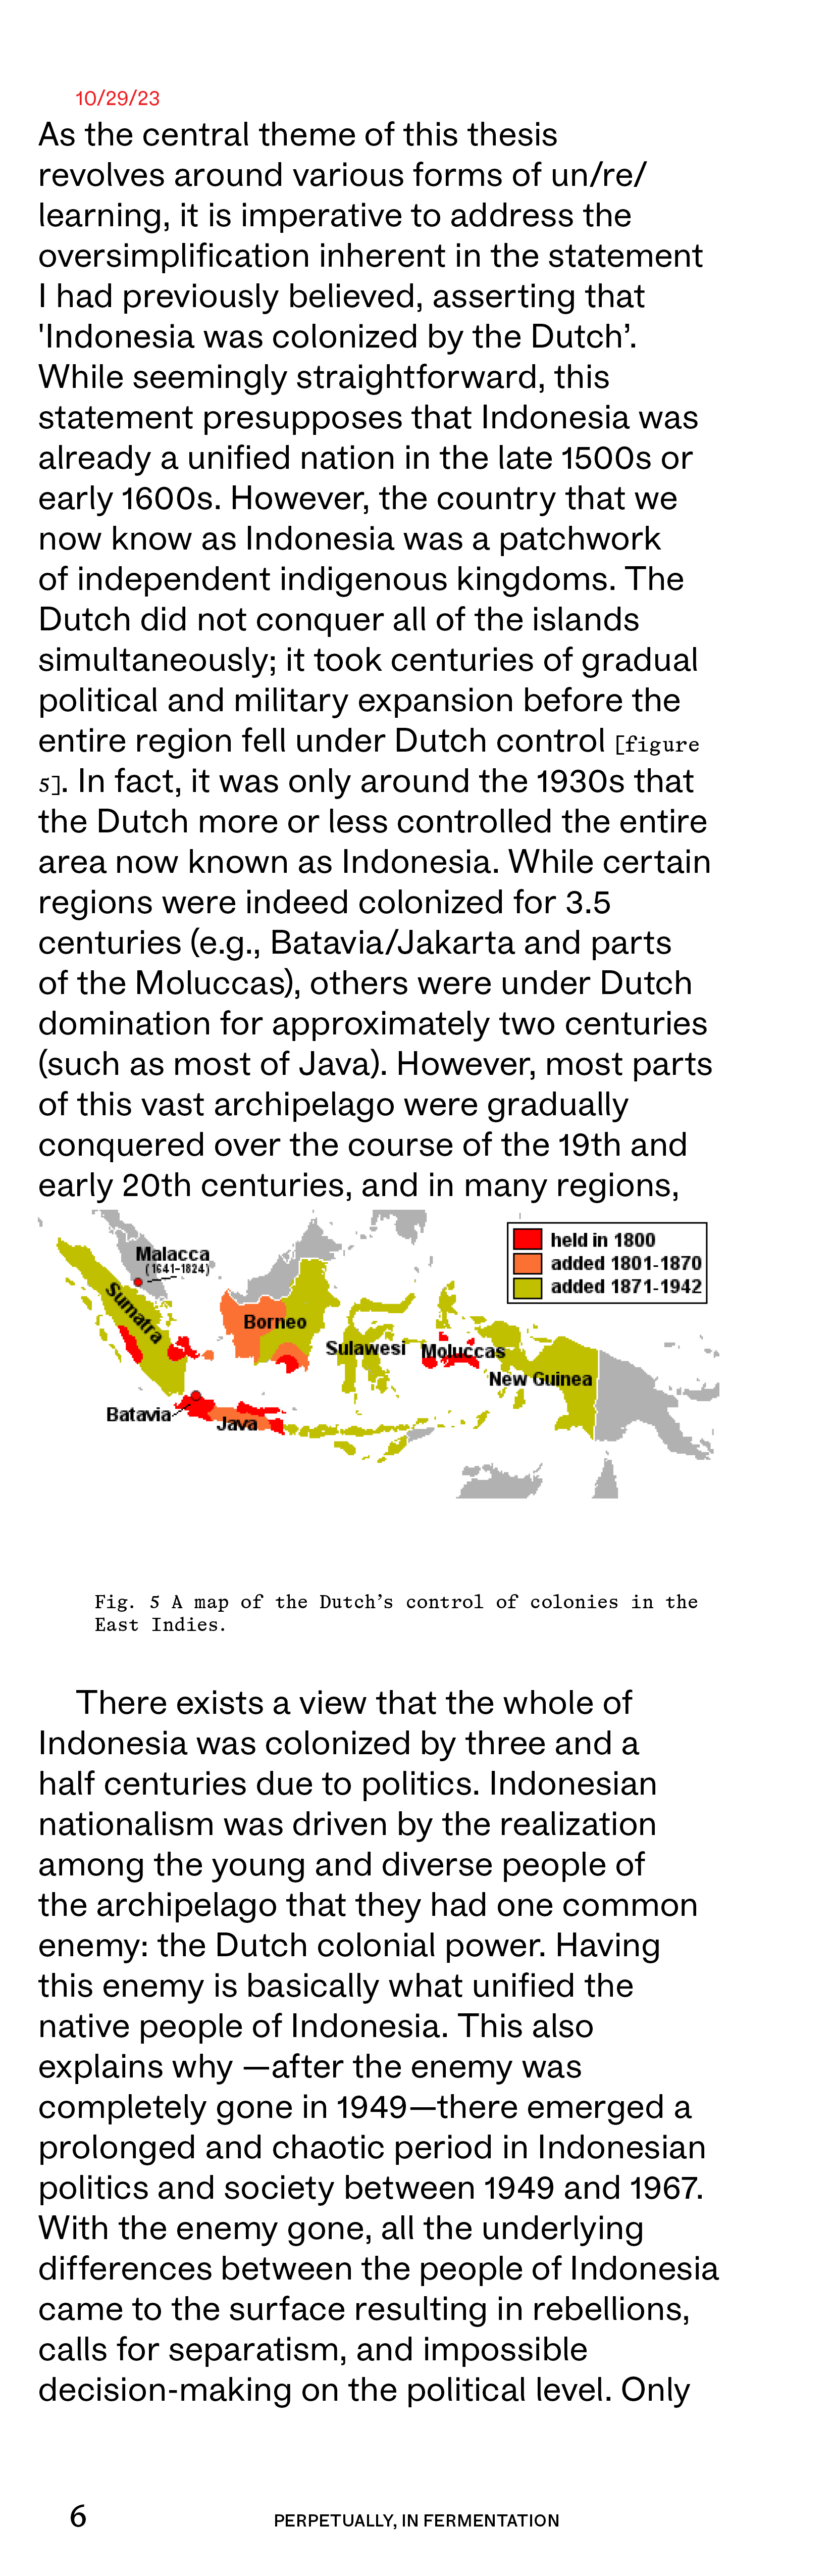 10/29/23
As the central theme of this thesis
revolves around various forms of un/re/
learning, it is imperative to address the
oversimplification inherent in the statement
I had previously believed, asserting that
'Indonesia was colonized by the Dutch’.
While seemingly straightforward, this
statement presupposes that Indonesia was
already a unified nation in the late 1500s or
early 1600s. However, the country that we
now know as Indonesia was a patchwork
of independent indigenous kingdoms. The
Dutch did not conquer all of the islands
simultaneously; it took centuries of gradual
political and military expansion before the
entire region fell under Dutch control [figure
5]. In fact, it was only around the 1930s that
the Dutch more or less controlled the entire
area now known as Indonesia. While certain
regions were indeed colonized for 3.5
centuries (e.g., Batavia/Jakarta and parts
of the Moluccas), others were under Dutch
domination for approximately two centuries
(such as most of Java). However, most parts
of this vast archipelago were gradually
conquered over the course of the 19th and
early 20th centuries, and in many regions,
held in 1800
added 1801-1870
added 1871-1942
Malacca
(1641-1824)
Sumatra
Borneo
Sulawesi
Moluccas
New Guinea
Batavia
Java
Fig. 5 A map of the Dutch’s control of colonies in the
East Indies.
There exists a view that the whole of
Indonesia was colonized by three and a
half centuries due to politics. Indonesian
nationalism was driven by the realization
among the young and diverse people of
the archipelago that they had one common
enemy: the Dutch colonial power. Having
this enemy is basically what unified the
native people of Indonesia. This also
explains why —after the enemy was
completely gone in 1949—there emerged a
prolonged and chaotic period in Indonesian
politics and society between 1949 and 1967.
With the enemy gone, all the underlying
differences between the people of Indonesia
came to the surface resulting in rebellions,
calls for separatism, and impossible
decision-making on the political level. Only
6
PERPETUALLY, IN FERMENTATION